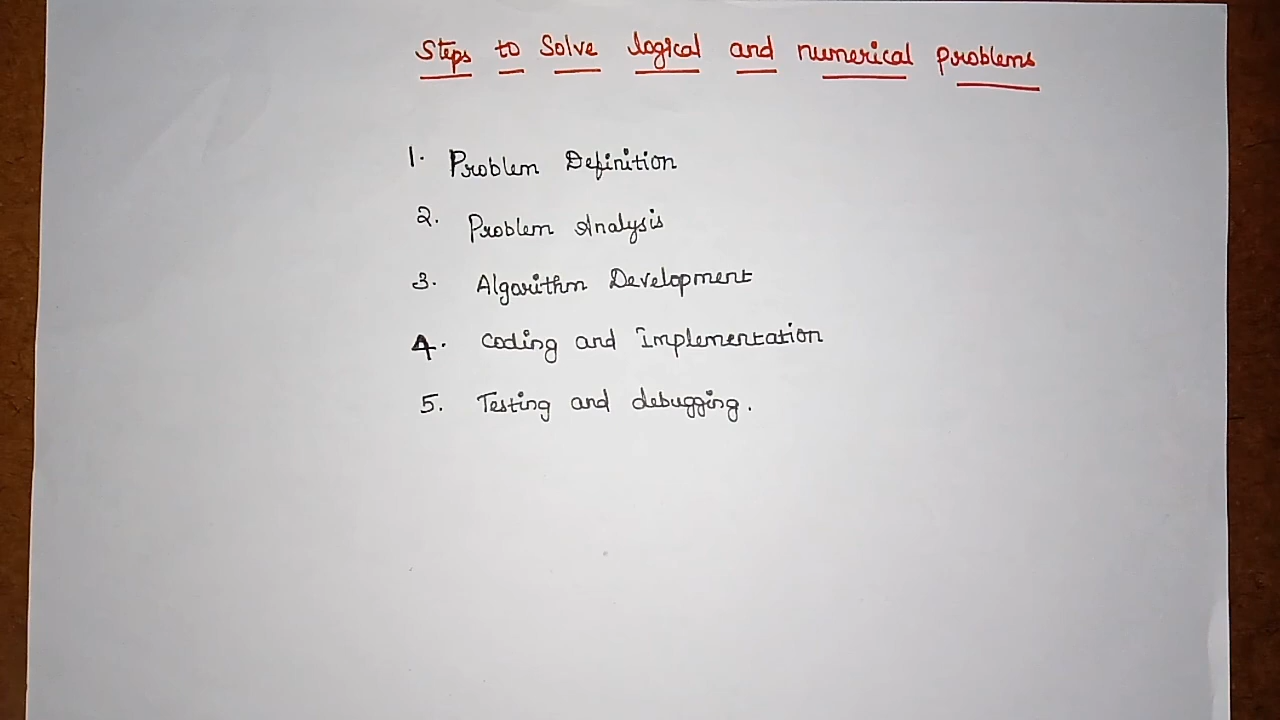 Steps to Solve logical and numerical problems
1. Problem Definition
2. Problem Analysis
3. Algorithm Development
4. Coding and Implementation
5. Testing and debugging.